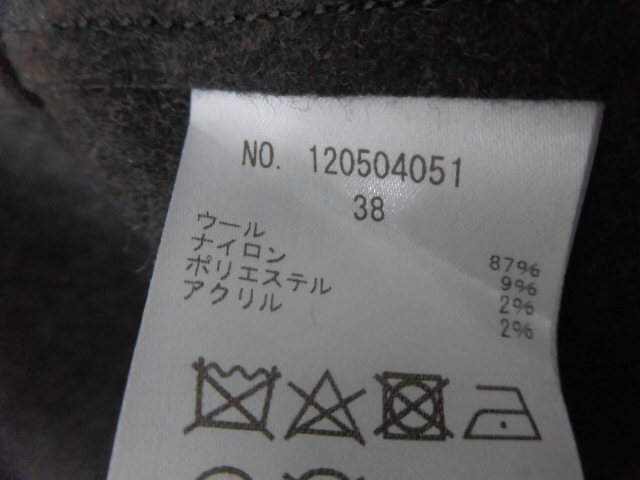 NO. 120504051
38
ウール 87%
ナイロン 9%
ポリエステル 2%
アクリル 2%